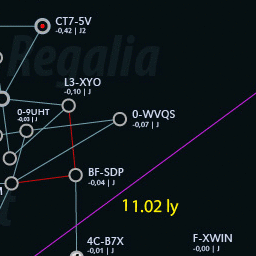 CT7-5V
-0,42 | J2
Regalia
L3-XYO
-0,10 | J
0-9UHT
-0,03 | J
0-WVQS
-0,07 | J
BF-SDP
-0,04 | J
11.02 ly
4C-B7X
-0,01 | J
F-XWIN
-0,00 | J